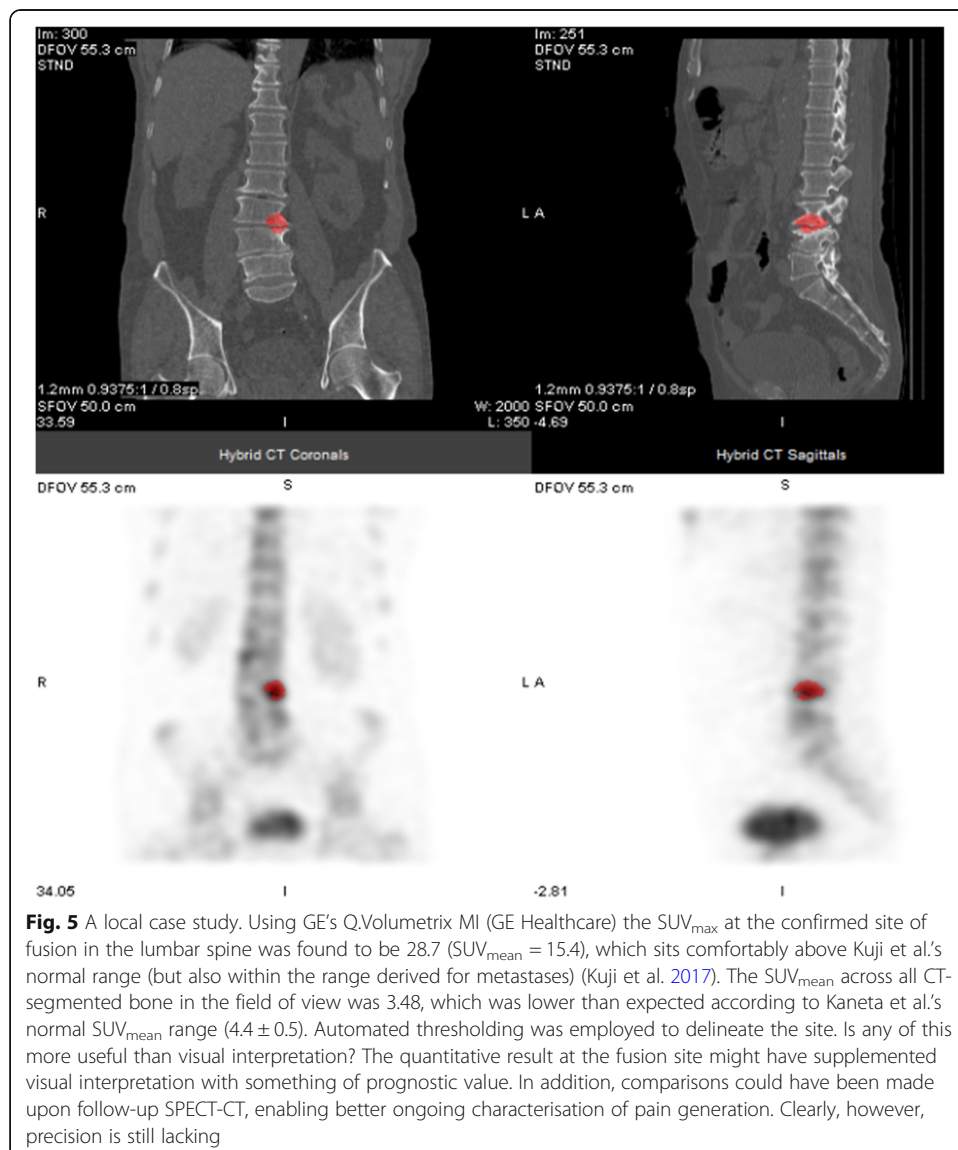 Im: 300
DFOV 55.3 cm
STND
R
L
1.2mm 0.9375:1 / 0.8sp
SFOV 50.0 cm
33.59
I
W: 2000
L: 350
Hybrid CT Coronals
Im: 251
DFOV 55.3 cm
STND
A
1.2mm 0.9375:1 / 0.8sp
SFOV 50.0 cm
-4.69
I
Hybrid CT Sagittals
DFOV 55.3 cm
S
R
L
34.05
I
DFOV 55.3 cm
S
A
-2.81
I
Fig. 5 A local case study. Using GE's Q.Volumetrix MI (GE Healthcare) the SUVmax at the confirmed site of
fusion in the lumbar spine was found to be 28.7 (SUVmean = 15.4), which sits comfortably above Kuji et al.'s
normal range (but also within the range derived for metastases) (Kuji et al. 2017). The SUVmean across all CT-
segmented bone in the field of view was 3.48, which was lower than expected according to Kaneta et al.'s
normal SUVmean range (4.4 ± 0.5). Automated thresholding was employed to delineate the site. Is any of this
more useful than visual interpretation? The quantitative result at the fusion site might have supplemented
visual interpretation with something of prognostic value. In addition, comparisons could have been made
upon follow-up SPECT-CT, enabling better ongoing characterisation of pain generation. Clearly, however,
precision is still lacking